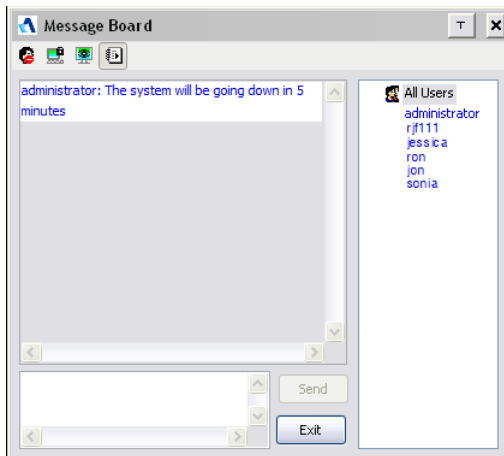 Message Board
T
X
administrator: The system will be going down in 5
minutes
All Users
administrator
rjf111
jessica
ron
jon
sonia
Send
Exit